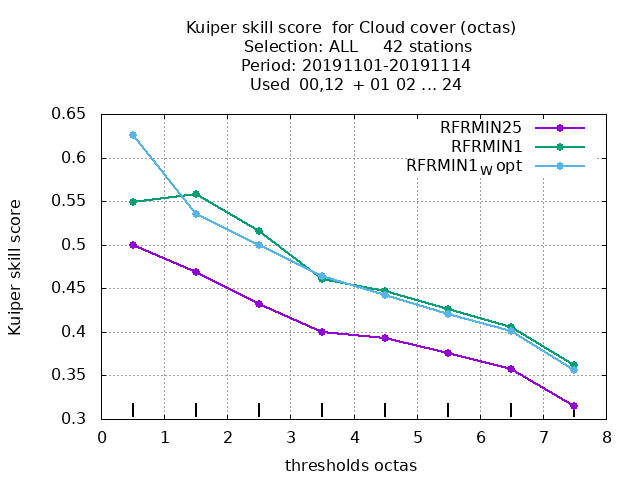 Kuiper skill score  for Cloud cover (octas)
Selection: ALL     42 stations
Period: 20191101-20191114
Used  00,12  + 01 02 ... 24
RFRMIN25
RFRMIN1
RFRMIN1W opt
0.65
0.6
0.55
0.5
0.45
0.4
0.35
0.3
Kuiper skill score
0 1 2 3 4 5 6 7 8
thresholds octas